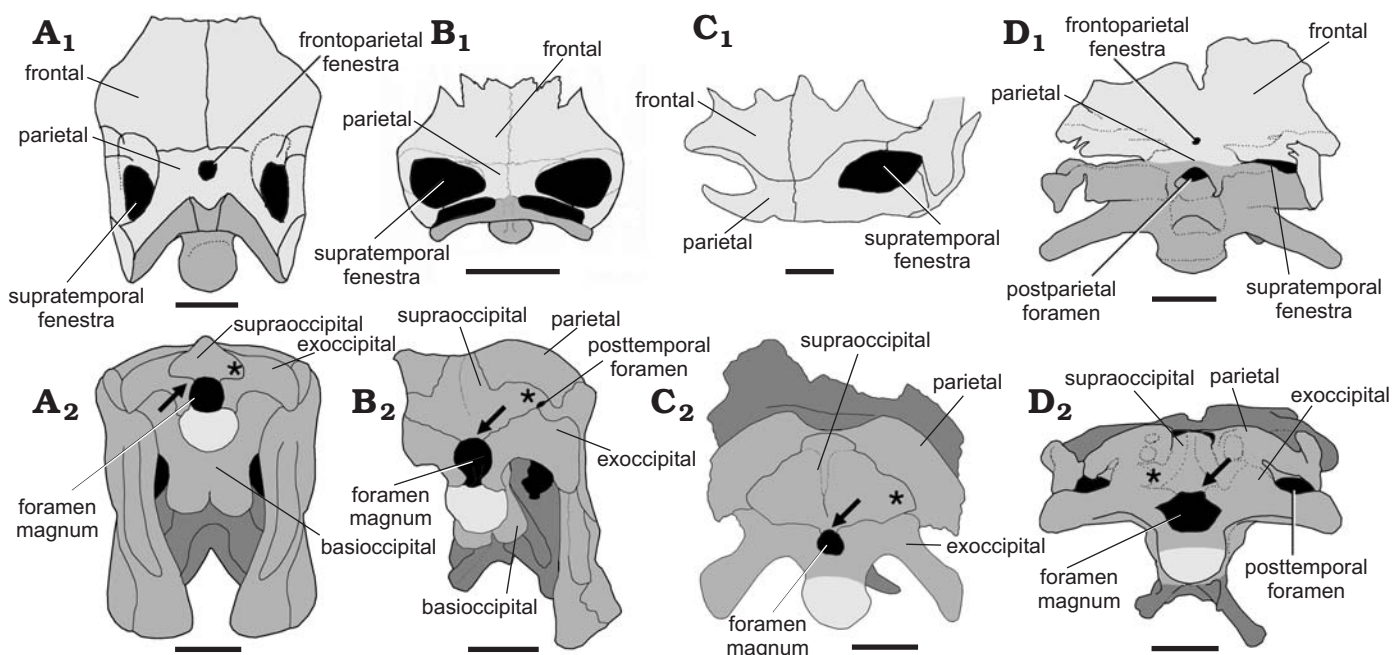 A1
frontal
parietal
frontoparietal
fenestra
supratemporal
fenestra
B1
frontal
parietal
supratemporal
fenestra
C1
frontal
parietal
supratemporal
fenestra
D1
frontoparietal
fenestra
frontal
parietal
postparietal
foramen
supratemporal
fenestra
A2
supraoccipital
exoccipital
*
foramen
magnum
basioccipital
B2
supraoccipital
parietal
posttemporal
foramen
*
exoccipital
foramen
magnum
basioccipital
C2
supraoccipital
parietal
*
exoccipital
foramen
magnum
D2
supraoccipital
parietal
exoccipital
*
foramen
magnum
posttemporal
foramen